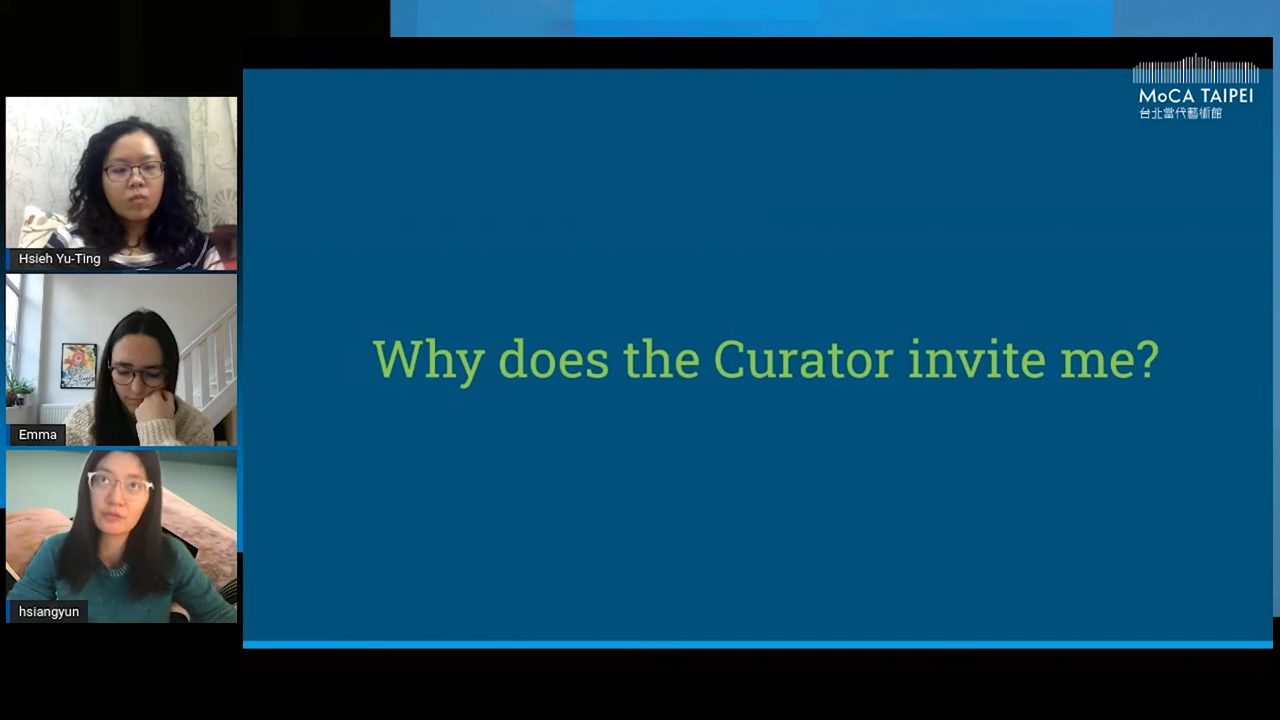 MoCA TAIPEI
台北當代藝術館
Hsieh Yu-Ting
Why does the Curator invite me?
Emma
hsiangyun